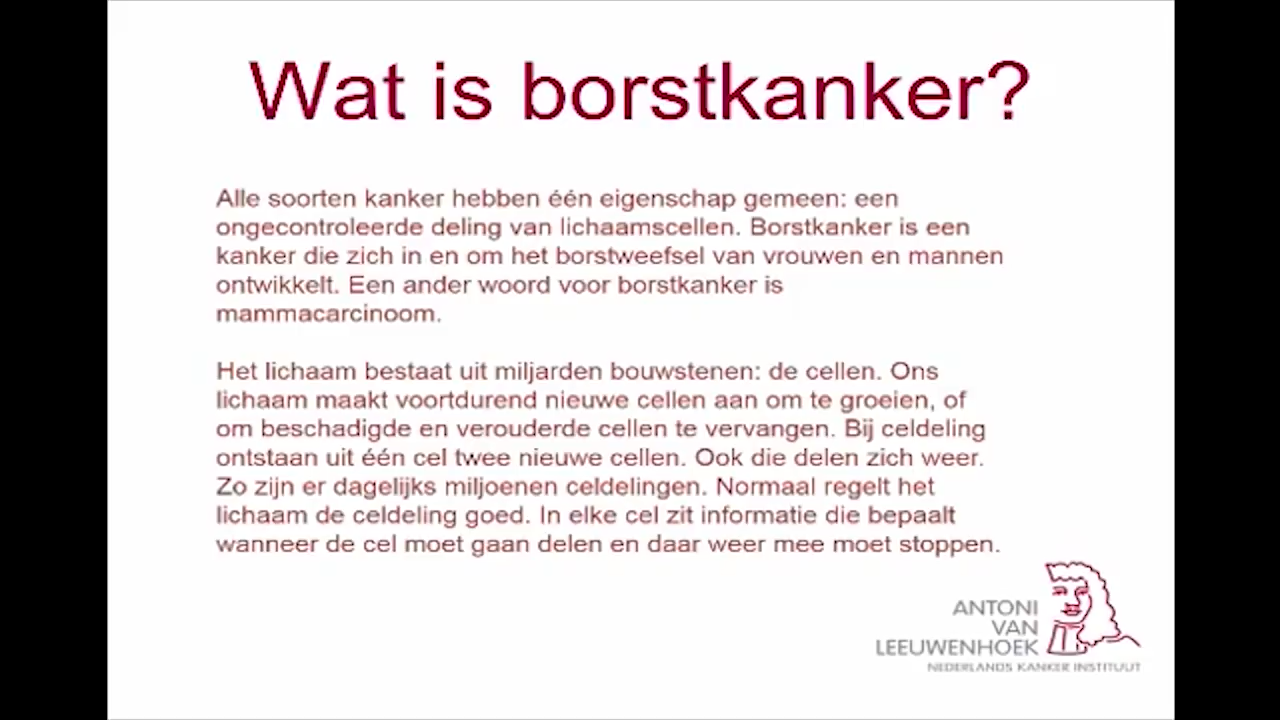 Wat is borstkanker?
Alle soorten kanker hebben één eigenschap gemeen: een
ongecontroleerde deling van lichaamscellen. Borstkanker is een
kanker die zich in en om het borstweefsel van vrouwen en mannen
ontwikkelt. Een ander woord voor borstkanker is
mammacarcinoom.
Het lichaam bestaat uit miljarden bouwstenen: de cellen. Ons
lichaam maakt voortdurend nieuwe cellen aan om te groeien, of
om beschadigde en verouderde cellen te vervangen. Bij celdeling
ontstaan uit één cel twee nieuwe cellen. Ook die delen zich weer.
Zo zijn er dagelijks miljoenen celdelingen. Normaal regelt het
lichaam de celdeling goed. In elke cel zit informatie die bepaalt
wanneer de cel moet gaan delen en daar weer mee moet stoppen.
ANTONI
VAN
LEEUWENHOEK
NEDERLANDS KANKER INSTITUUT